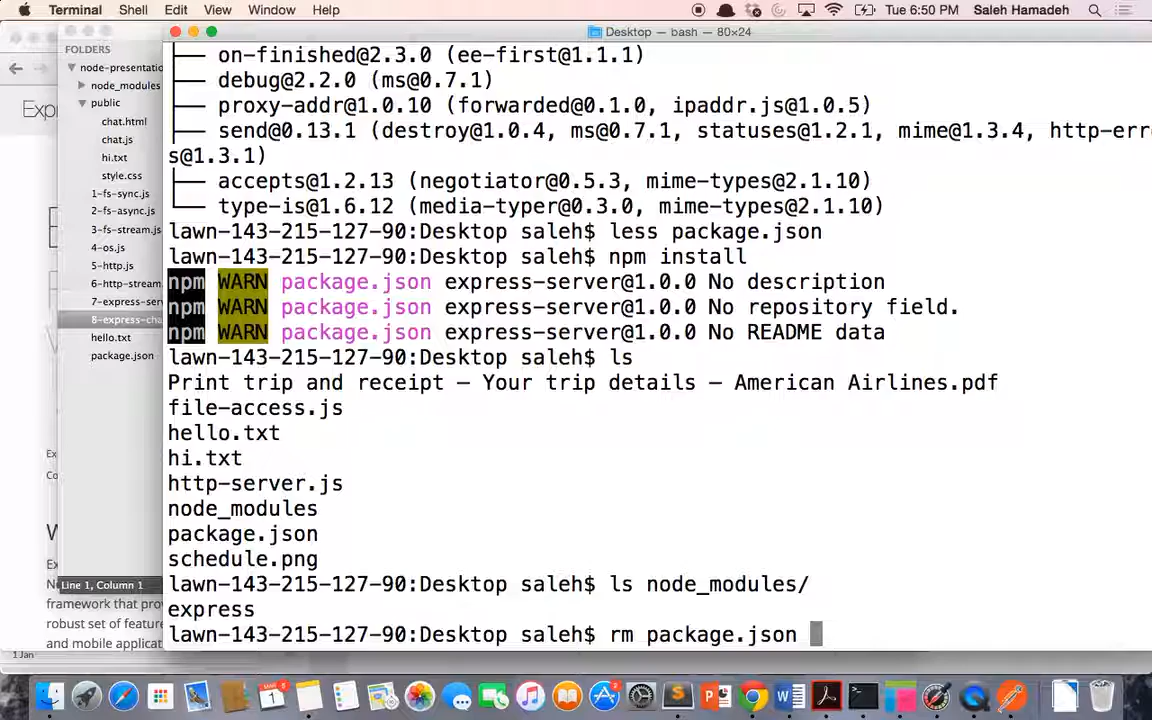 Terminal Shell Edit View Window Help
Tue 6:50 PM Saleh Hamadeh
Desktop — bash — 80×24
FOLDERS
node-presentatio
node_modules
public
chat.html
chat.js
hi.txt
style.css
1-fs-sync.js
2-fs-async.js
3-fs-stream.js
4-os.js
5-http.js
6-http-stream
7-express-serv
8-express-cha
hello.txt
package.json
Line 1, Column 1
Exp
Ex
Co
W
Ex
N
framework that prov
robust set of feature
and mobile applicat
1 Jan
├── on-finished@2.3.0 (ee-first@1.1.1)
├── debug@2.2.0 (ms@0.7.1)
├── proxy-addr@1.0.10 (forwarded@0.1.0, ipaddr.js@1.0.5)
├── send@0.13.1 (destroy@1.0.4, ms@0.7.1, statuses@1.2.1, mime@1.3.4, http-erro
s@1.3.1)
├── accepts@1.2.13 (negotiator@0.5.3, mime-types@2.1.10)
└── type-is@1.6.12 (media-typer@0.3.0, mime-types@2.1.10)
lawn-143-215-127-90:Desktop saleh$ less package.json
lawn-143-215-127-90:Desktop saleh$ npm install
npm WARN package.json express-server@1.0.0 No description
npm WARN package.json express-server@1.0.0 No repository field.
npm WARN package.json express-server@1.0.0 No README data
lawn-143-215-127-90:Desktop saleh$ ls
Print trip and receipt – Your trip details – American Airlines.pdf
file-access.js
hello.txt
hi.txt
http-server.js
node_modules
package.json
schedule.png
lawn-143-215-127-90:Desktop saleh$ ls node_modules/
express
lawn-143-215-127-90:Desktop saleh$ rm package.json